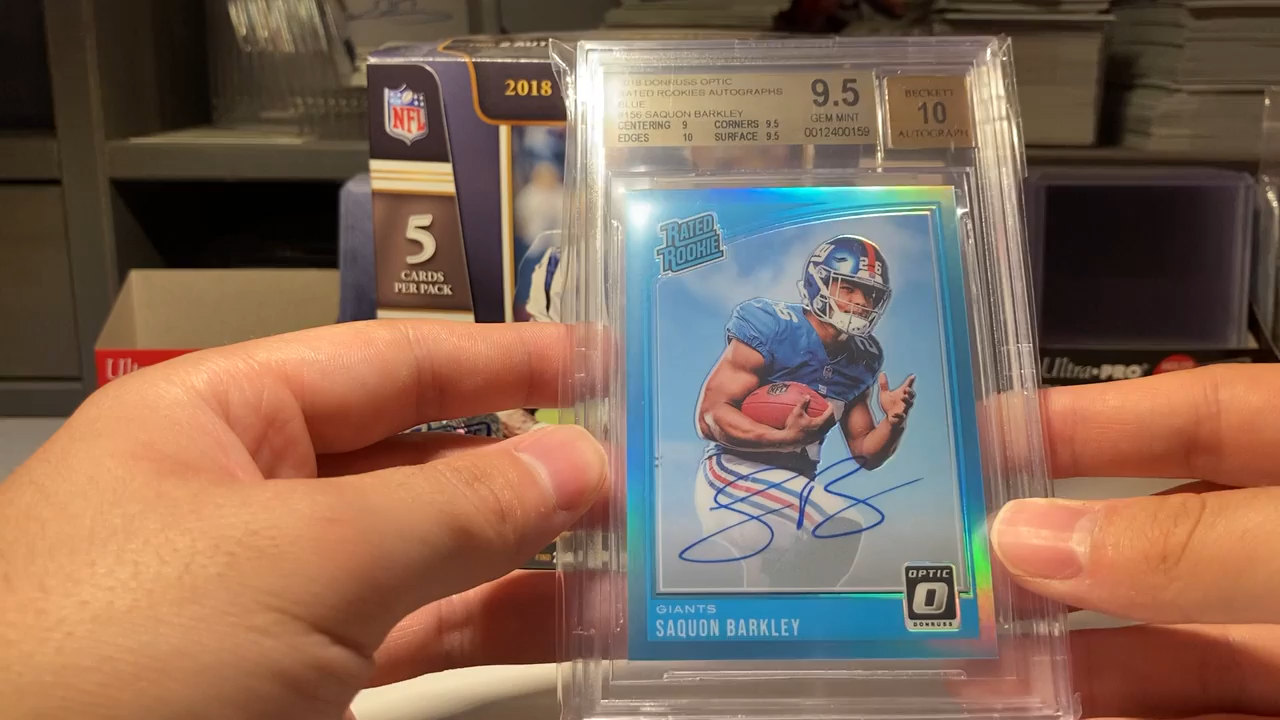 2018
NFL
5
CARDS
PER PACK
2018 DONRUSS OPTIC
RATED ROOKIES AUTOGRAPHS
BLUE
#156 SAQUON BARKLEY
CENTERING 9 CORNERS 9.5
EDGES 10 SURFACE 9.5
9.5
GEM MINT
0012400159
BECKETT
10
AUTOGRAPH
RATED
ROOKIE
26
NFL
GIANTS
SAQUON BARKLEY
OPTIC
O
DONRUSS
Ultra•PRO